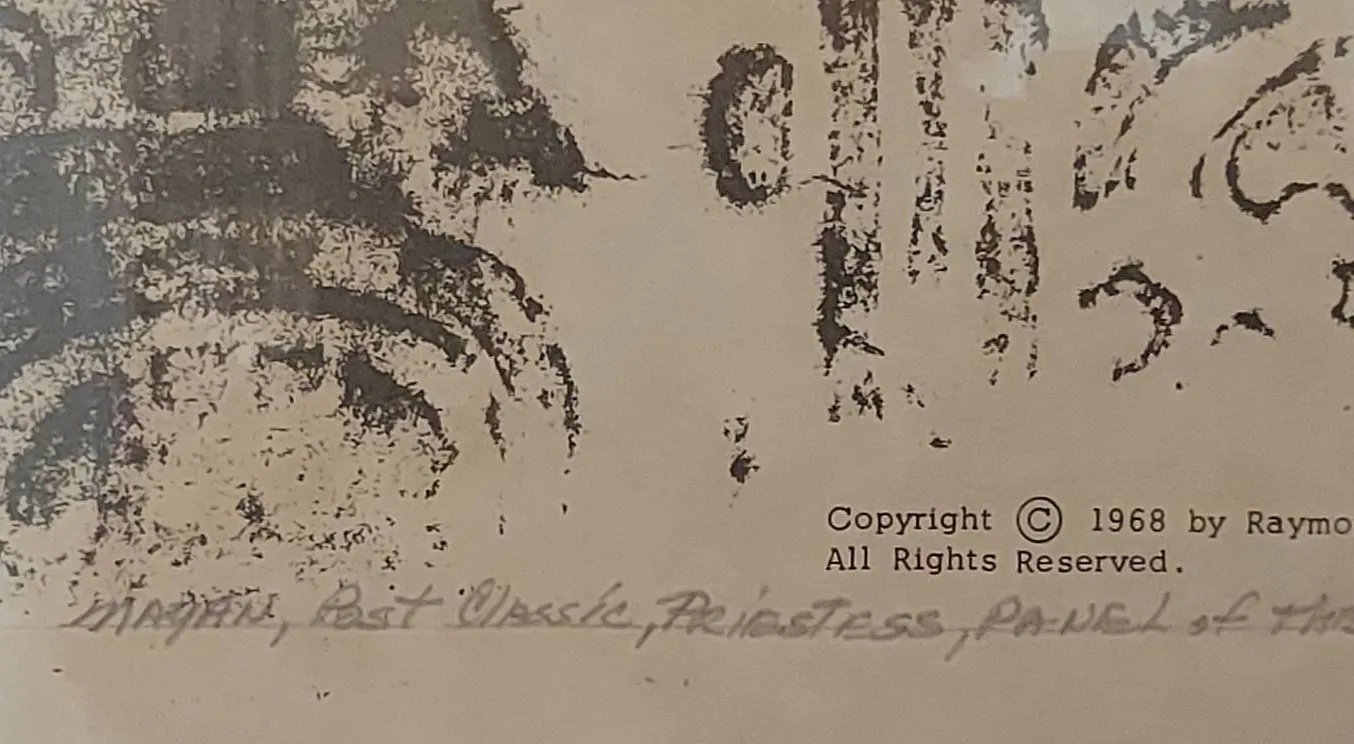 Copyright © 1968 by Raymo
All Rights Reserved.
MAYAN, Post Classic, PRIESTESS, PANEL of THE